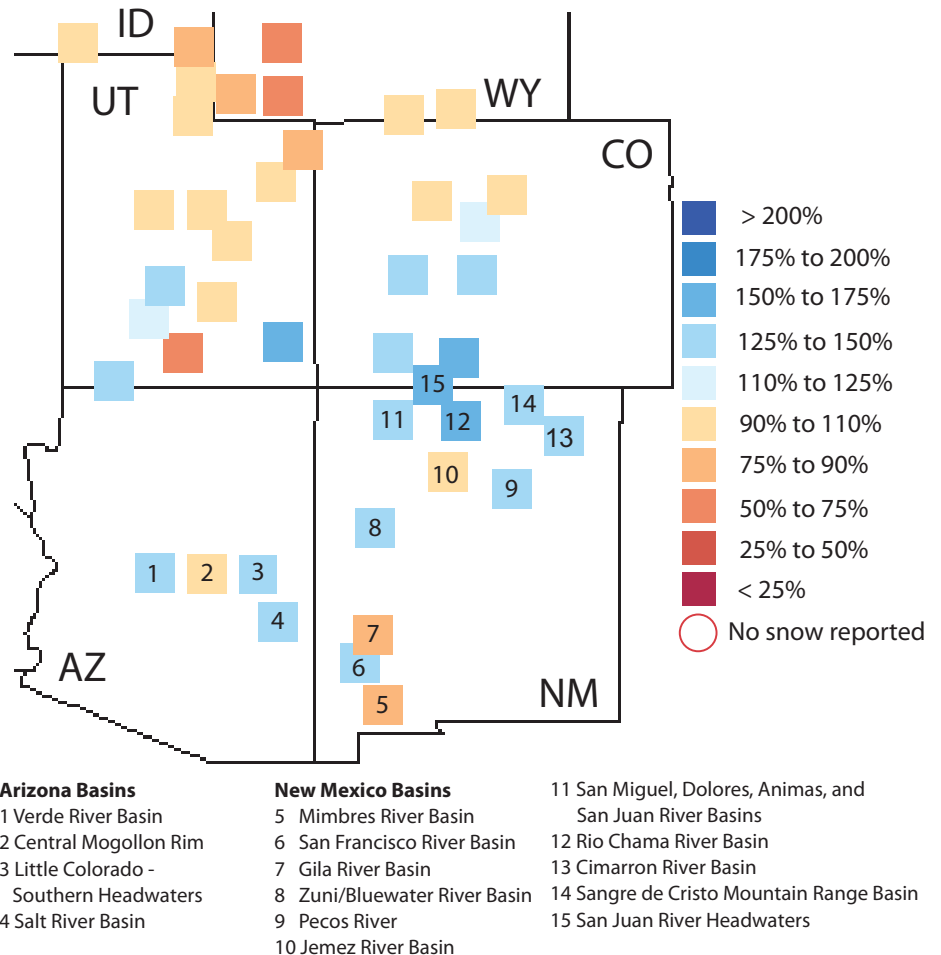 ID
UT
WY
CO
> 200%
175% to 200%
150% to 175%
125% to 150%
110% to 125%
90% to 110%
75% to 90%
50% to 75%
25% to 50%
< 25%
No snow reported
15
14
11
12
13
10
9
8
1
2
3
4
7
6
5
AZ
NM
Arizona Basins
1 Verde River Basin
2 Central Mogollon Rim
3 Little Colorado -
Southern Headwaters
4 Salt River Basin
New Mexico Basins
5 Mimbres River Basin
6 San Francisco River Basin
7 Gila River Basin
8 Zuni/Bluewater River Basin
9 Pecos River
10 Jemez River Basin
11 San Miguel, Dolores, Animas, and
San Juan River Basins
12 Rio Chama River Basin
13 Cimarron River Basin
14 Sangre de Cristo Mountain Range Basin
15 San Juan River Headwaters